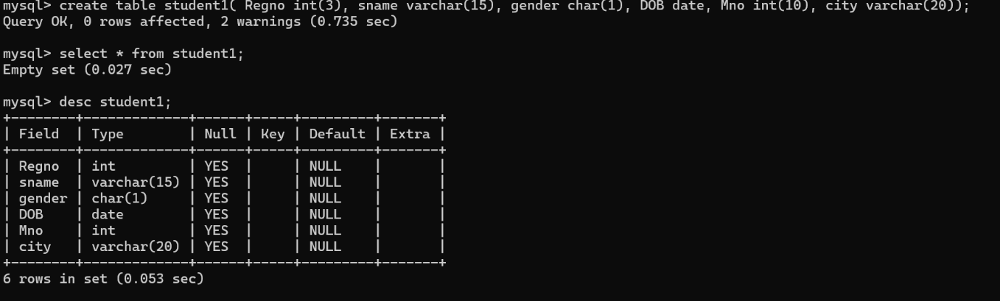 mysql> create table student1( Regno int(3), sname varchar(15), gender char(1), DOB date, Mno int(10), city varchar(20));
Query OK, 0 rows affected, 2 warnings (0.735 sec)
mysql> select * from student1;
Empty set (0.027 sec)
mysql> desc student1;
+--------+-------------+------+-----+---------+-------+
| Field  | Type        | Null | Key | Default | Extra |
+--------+-------------+------+-----+---------+-------+
| Regno  | int         | YES  |     | NULL    |       |
| sname  | varchar(15) | YES  |     | NULL    |       |
| gender | char(1)     | YES  |     | NULL    |       |
| DOB    | date        | YES  |     | NULL    |       |
| Mno    | int         | YES  |     | NULL    |       |
| city   | varchar(20) | YES  |     | NULL    |       |
+--------+-------------+------+-----+---------+-------+
6 rows in set (0.053 sec)